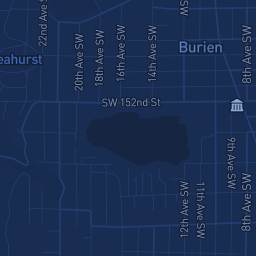 22nd Ave SW
20th Ave SW
18th Ave SW
16th Ave SW
14th Ave SW
SW
8th Ave SW
Burien
eahurst
SW 152nd St
9th Ave SW
12th Ave SW
11th Ave SW
8th Ave SW